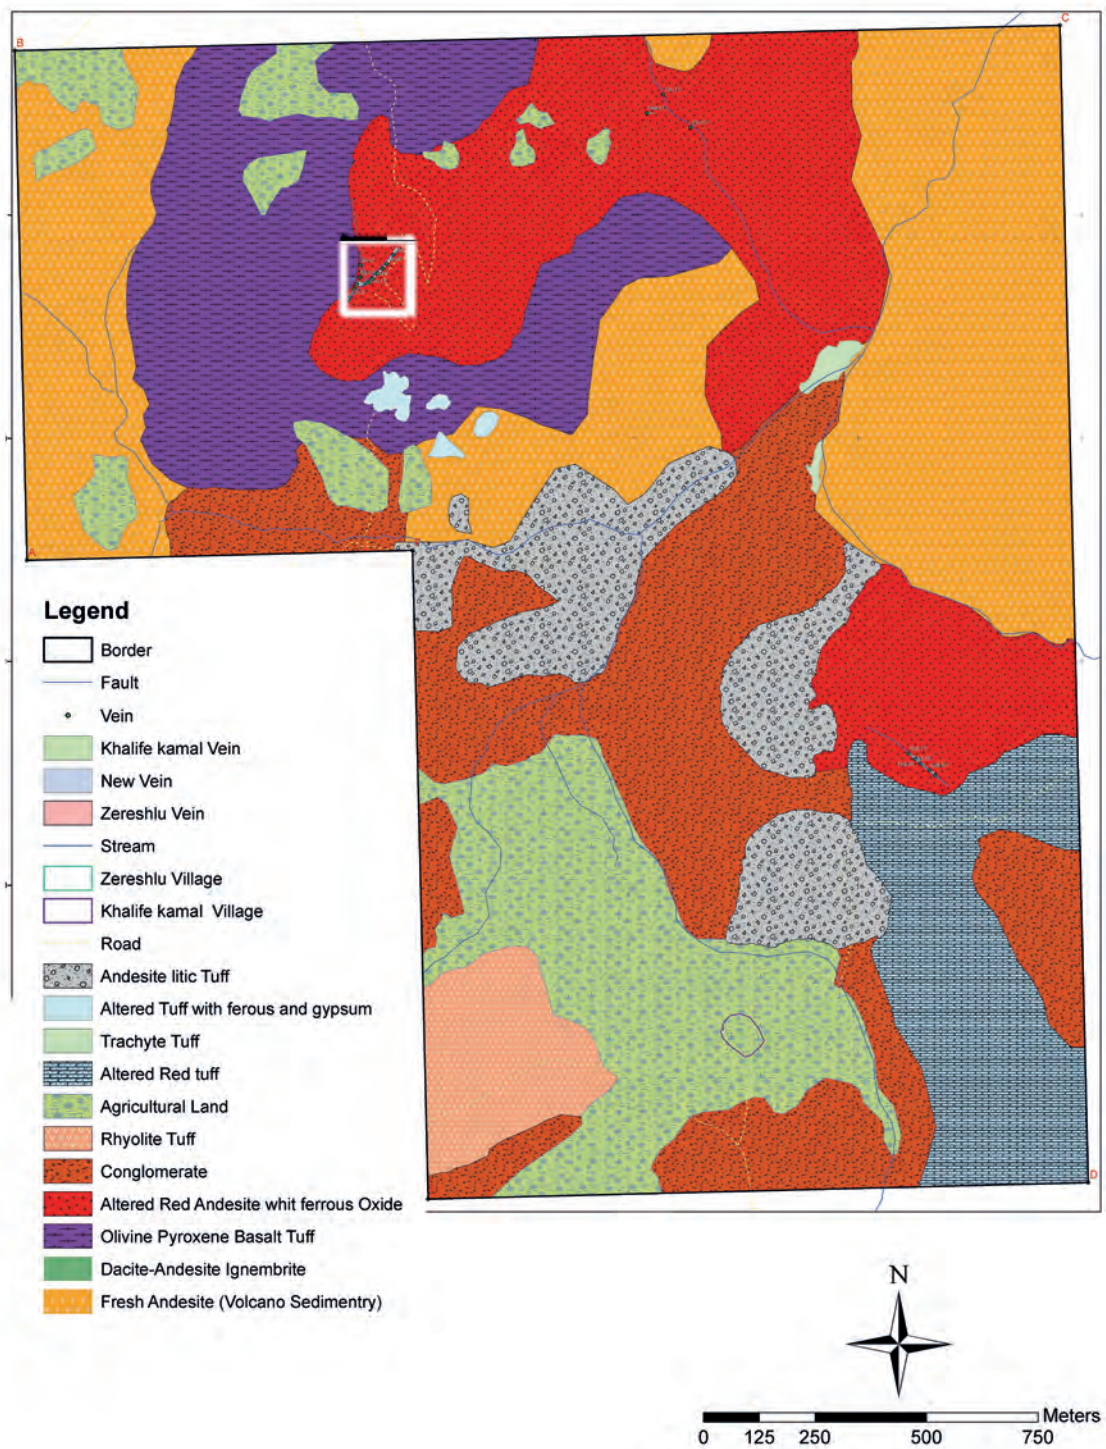 B
C
A
Legend
Border
Fault
Vein
Khalife kamal Vein
New Vein
Zereshlu Vein
Stream
Zereshlu Village
Khalife kamal Village
Road
Andesite litic Tuff
Altered Tuff with ferous and gypsum
Trachyte Tuff
Altered Red tuff
Agricultural Land
Rhyolite Tuff
Conglomerate
Altered Red Andesite whit ferrous Oxide
Olivine Pyroxene Basalt Tuff
Dacite-Andesite Ignembrite
Fresh Andesite (Volcano Sedimentry)
D
N
Meters
0 125 250 500 750